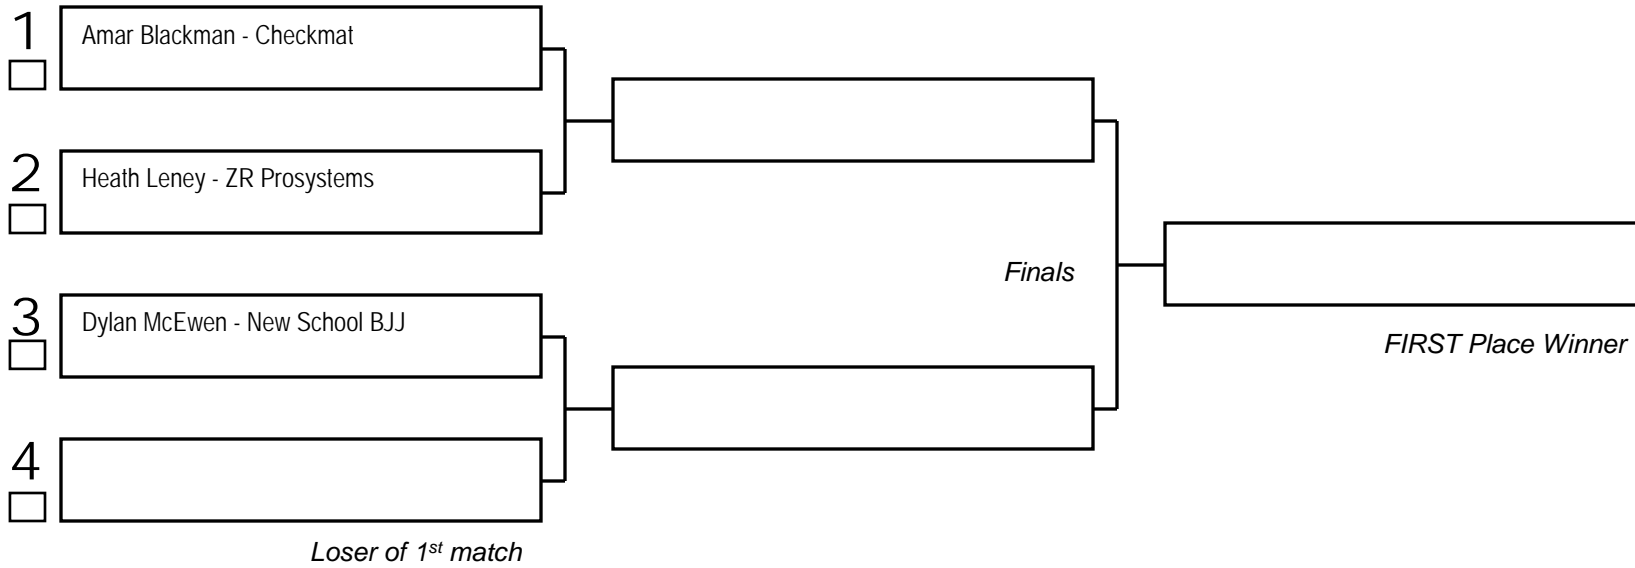 1
Amar Blackman - Checkmat
2
Heath Leney - ZR Prosystems
Finals
3
Dylan McEwen - New School BJJ
FIRST Place Winner
4
Loser of 1st match